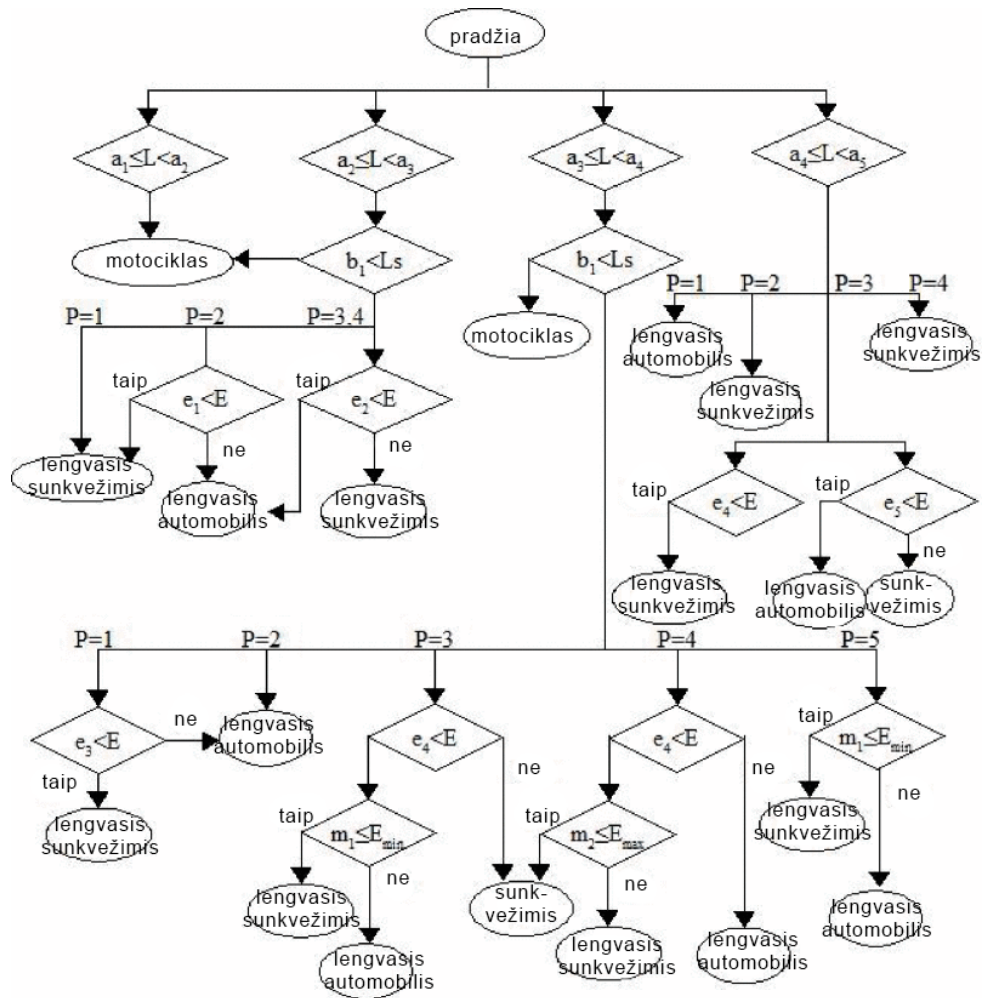 pradžia
a₁≤L<a₂
a₂≤L<a₃
a₃≤L<a₄
a₄≤L<a₅
motociklas
b₁<Ls
b₁<Ls
motociklas
P=1
P=2
P=3
P=4
lengvasis
automobilis
lengvasis
sunkvežimis
lengvasis
sunkvežimis
P=1
P=2
P=3,4
taip
e₁<E
ne
taip
e₂<E
ne
lengvasis
sunkvežimis
lengvasis
automobilis
lengvasis
sunkvežimis
taip
e₄<E
taip
e₅<E
ne
lengvasis
sunkvežimis
lengvasis
automobilis
sunk-
vežimis
P=1
P=2
P=3
P=4
P=5
e₃<E
ne
taip
lengvasis
automobilis
lengvasis
sunkvežimis
e₄<E
ne
taip
m₁≤Eₘᵢₙ
ne
lengvasis
sunkvežimis
lengvasis
automobilis
sunk-
vežimis
e₄<E
ne
taip
m₂≤Eₘₐₓ
ne
lengvasis
sunkvežimis
lengvasis
automobilis
taip
m₁≤Eₘᵢₙ
ne
lengvasis
sunkvežimis
lengvasis
automobilis